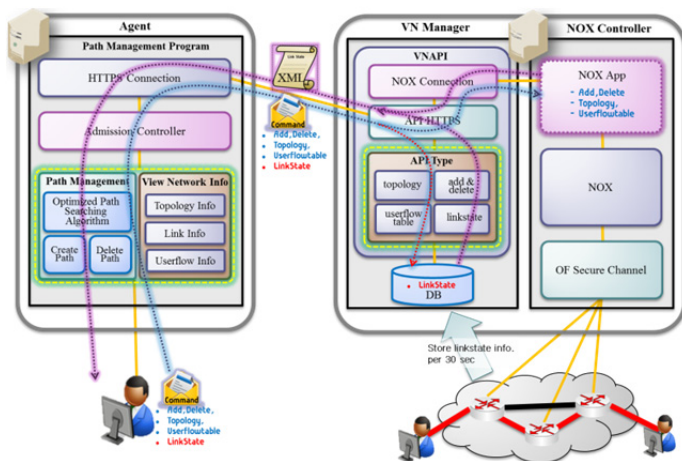 Agent
Path Management Program
HTTPS Connection
Admission Controller
Path Management
Optimized Path
Searching
Algorithm
Create
Path
Delete
Path
View Network Info
Topology Info
Link Info
Userflow Info
Link State
XML
Command
Add,Delete,
Topology,
Userflowtable
LinkState
Command
Add,Delete,
Topology,
Userflowtable
LinkState
VN Manager
VNAPI
NOX Connection
API HTTPS
API Type
topology
add &
delete
userflow
table
linkstate
LinkState
DB
Store linkstate info.
per 30 sec
NOX Controller
NOX App
- Add,Delete
- Topology,
- Userflowtable
NOX
OF Secure Channel